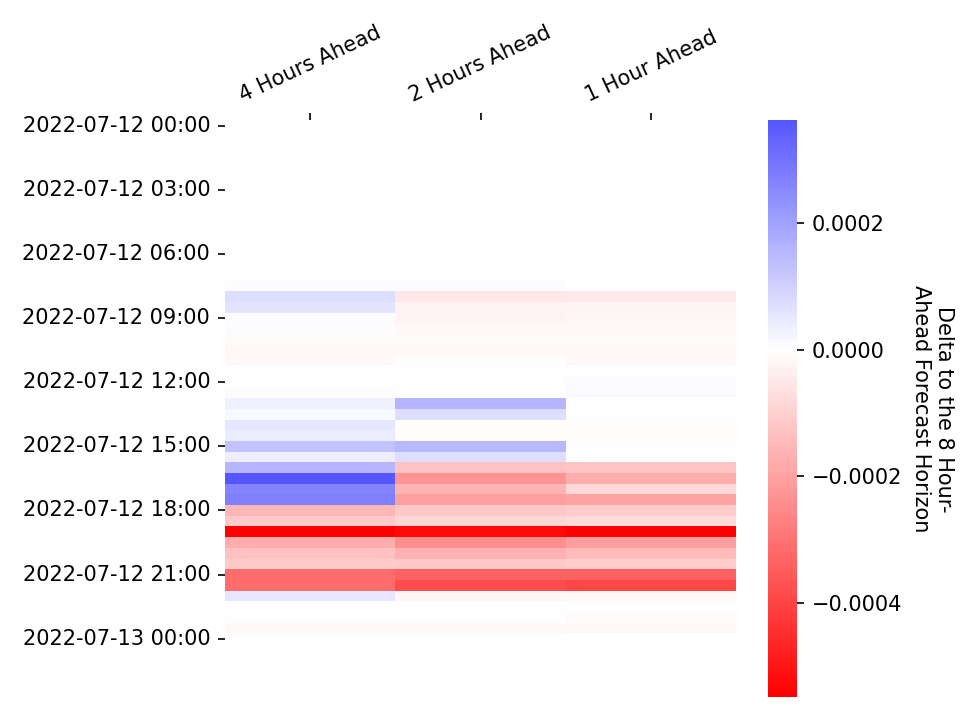 4 Hours Ahead
2 Hours Ahead
1 Hour Ahead
2022-07-12 00:00
2022-07-12 03:00
2022-07-12 06:00
2022-07-12 09:00
2022-07-12 12:00
2022-07-12 15:00
2022-07-12 18:00
2022-07-12 21:00
2022-07-13 00:00
0.0002
0.0000
−0.0002
−0.0004
Delta to the 8 Hour-
Ahead Forecast Horizon